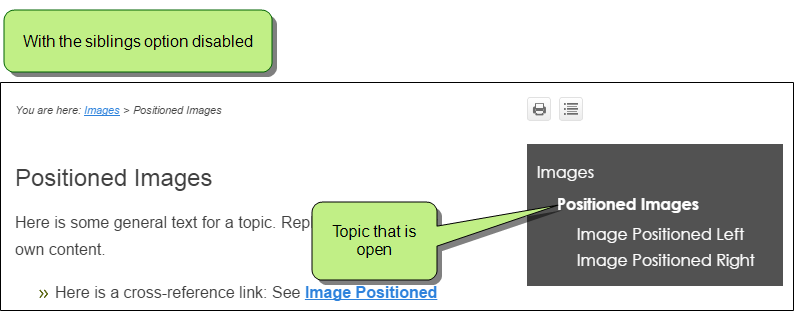 With the siblings option disabled
You are here: Images > Positioned Images
Positioned Images
Here is some general text for a topic. Repl
own content.
» Here is a cross-reference link: See Image Positioned
Topic that is
open
Images
Positioned Images
Image Positioned Left
Image Positioned Right